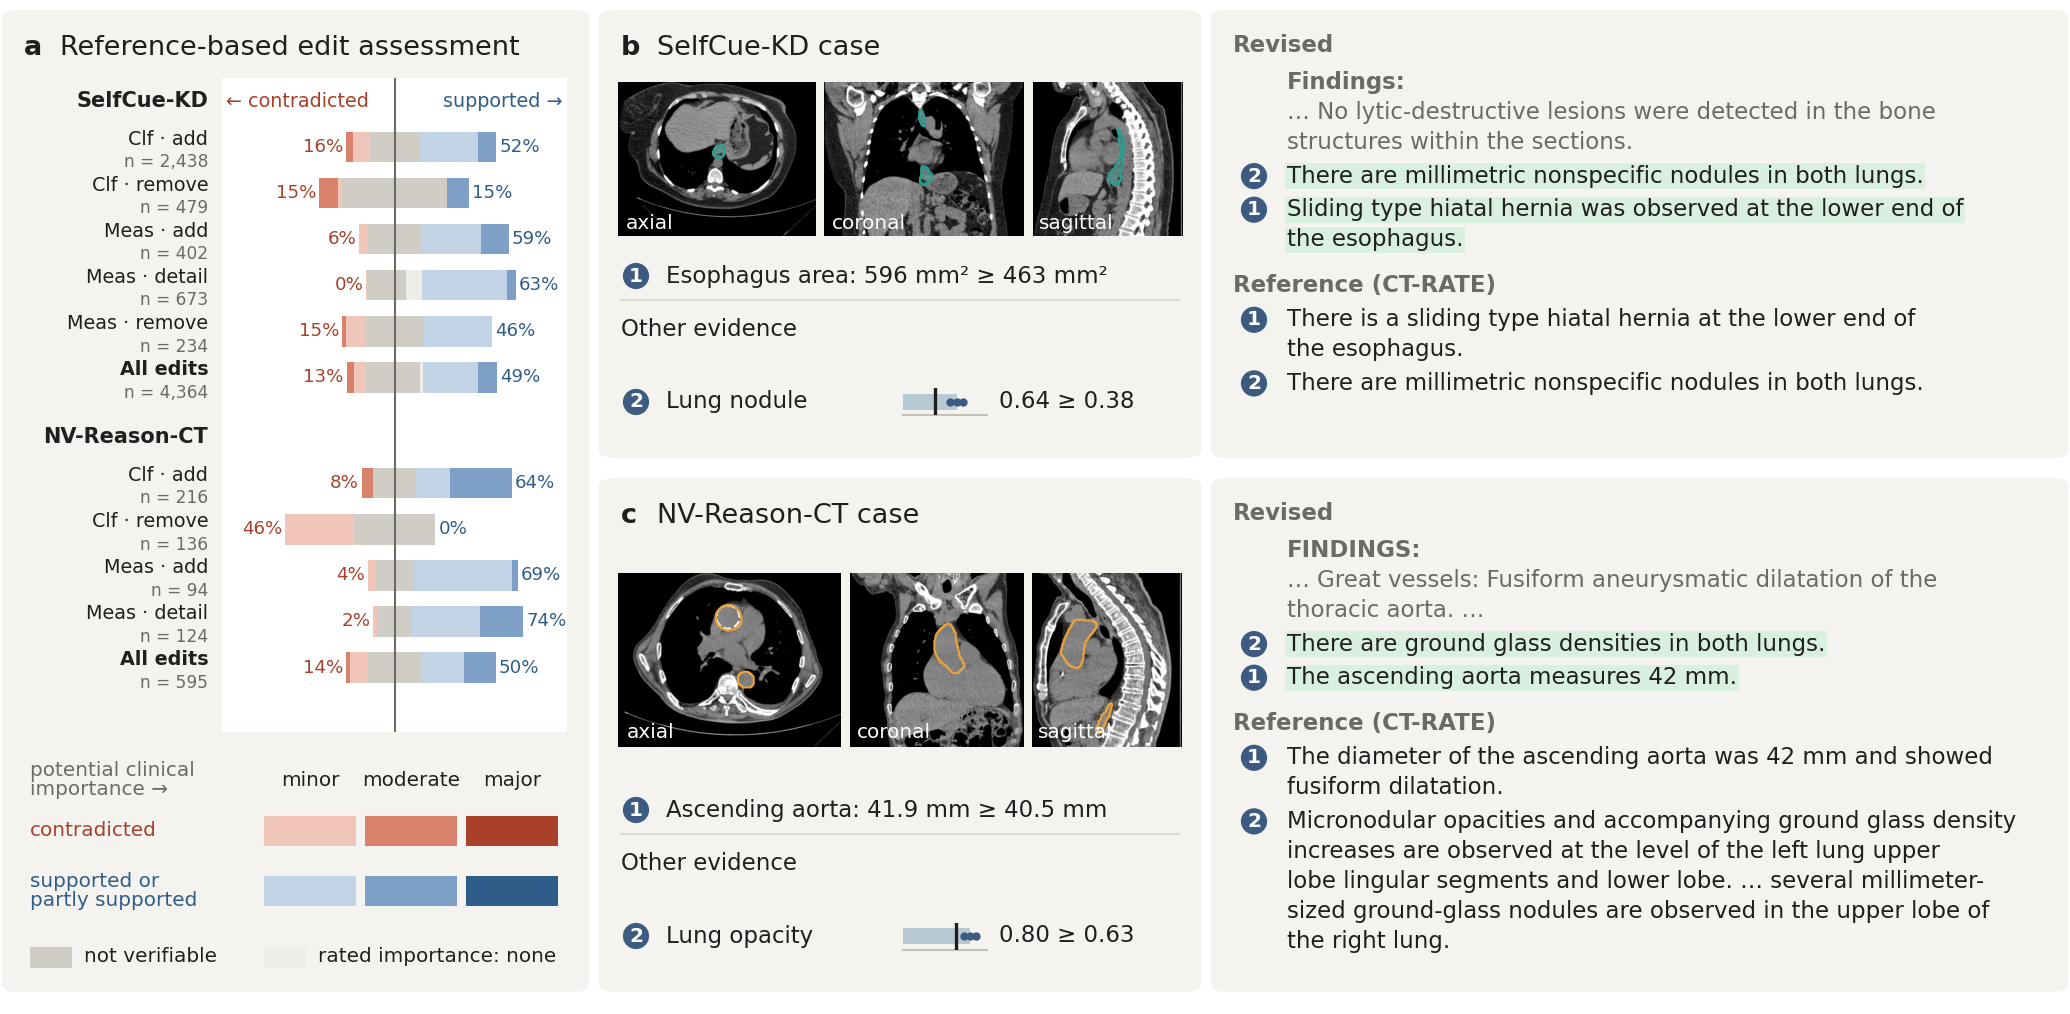 a Reference-based edit assessment
SelfCue-KD
← contradicted
supported →
Clf · add
n = 2,438
16%
52%
Clf · remove
n = 479
15%
15%
Meas · add
n = 402
6%
59%
Meas · detail
n = 673
0%
63%
Meas · remove
n = 234
15%
46%
All edits
n = 4,364
13%
49%
NV-Reason-CT
Clf · add
n = 216
8%
64%
Clf · remove
n = 136
46%
0%
Meas · add
n = 94
4%
69%
Meas · detail
n = 124
2%
74%
All edits
n = 595
14%
50%
potential clinical
importance →
minor moderate major
contradicted
supported or
partly supported
not verifiable
rated importance: none
b SelfCue-KD case
axial
coronal
sagittal
1 Esophagus area: 596 mm² ≥ 463 mm²
Other evidence
2 Lung nodule 0.64 ≥ 0.38
Revised
Findings:
... No lytic-destructive lesions were detected in the bone
structures within the sections.
2 There are millimetric nonspecific nodules in both lungs.
1 Sliding type hiatal hernia was observed at the lower end of
the esophagus.
Reference (CT-RATE)
1 There is a sliding type hiatal hernia at the lower end of
the esophagus.
2 There are millimetric nonspecific nodules in both lungs.
c NV-Reason-CT case
axial
coronal
sagittal
1 Ascending aorta: 41.9 mm ≥ 40.5 mm
Other evidence
2 Lung opacity 0.80 ≥ 0.63
Revised
FINDINGS:
... Great vessels: Fusiform aneurysmatic dilatation of the
thoracic aorta. ...
2 There are ground glass densities in both lungs.
1 The ascending aorta measures 42 mm.
Reference (CT-RATE)
1 The diameter of the ascending aorta was 42 mm and showed
fusiform dilatation.
2 Micronodular opacities and accompanying ground glass density
increases are observed at the level of the left lung upper
lobe lingular segments and lower lobe. ... several millimeter-
sized ground-glass nodules are observed in the upper lobe of
the right lung.